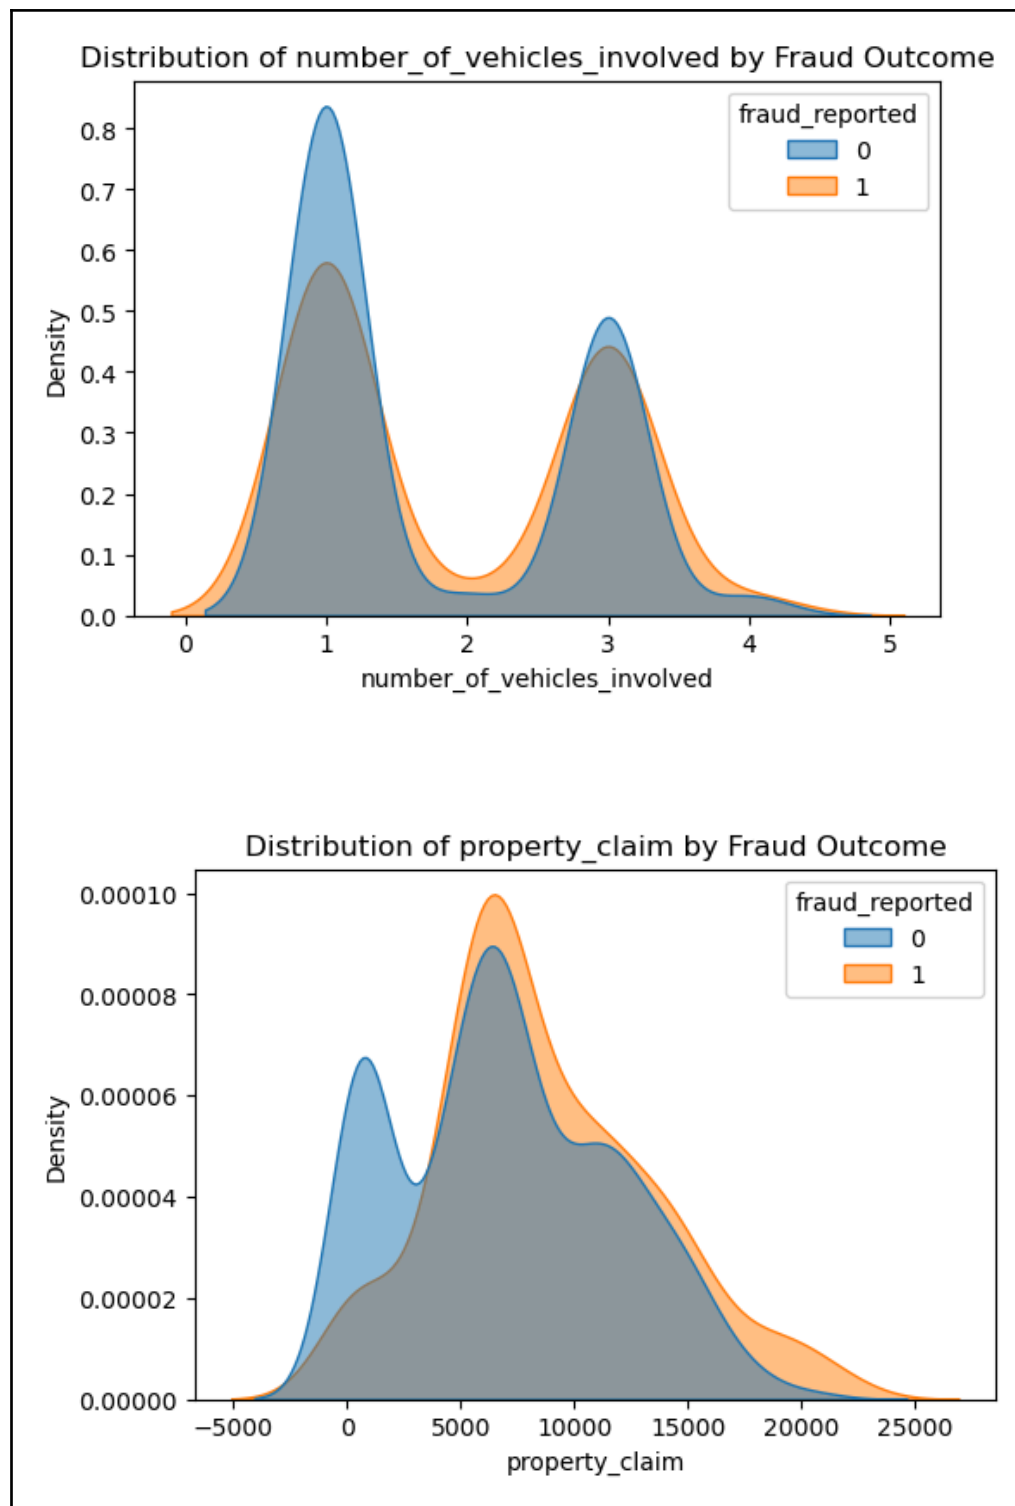 Distribution of number_of_vehicles_involved by Fraud Outcome
fraud_reported
0
1
0.8
0.7
0.6
0.5
0.4
0.3
0.2
0.1
0.0
Density
0 1 2 3 4 5
number_of_vehicles_involved
Distribution of property_claim by Fraud Outcome
fraud_reported
0
1
0.00010
0.00008
0.00006
0.00004
0.00002
0.00000
Density
−5000 0 5000 10000 15000 20000 25000
property_claim